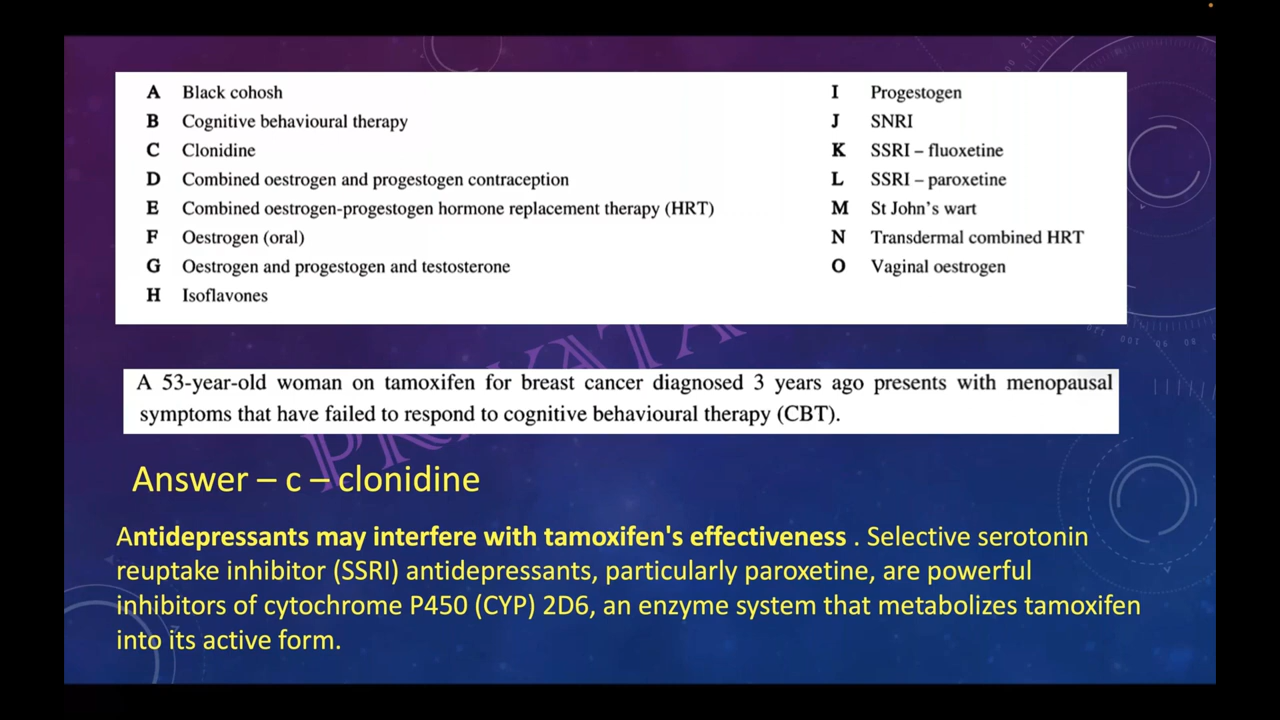 A Black cohosh
B Cognitive behavioural therapy
C Clonidine
D Combined oestrogen and progestogen contraception
E Combined oestrogen-progestogen hormone replacement therapy (HRT)
F Oestrogen (oral)
G Oestrogen and progestogen and testosterone
H Isoflavones
I Progestogen
J SNRI
K SSRI – fluoxetine
L SSRI – paroxetine
M St John's wart
N Transdermal combined HRT
O Vaginal oestrogen
A 53-year-old woman on tamoxifen for breast cancer diagnosed 3 years ago presents with menopausal
symptoms that have failed to respond to cognitive behavioural therapy (CBT).
Answer – c – clonidine
Antidepressants may interfere with tamoxifen's effectiveness . Selective serotonin
reuptake inhibitor (SSRI) antidepressants, particularly paroxetine, are powerful
inhibitors of cytochrome P450 (CYP) 2D6, an enzyme system that metabolizes tamoxifen
into its active form.